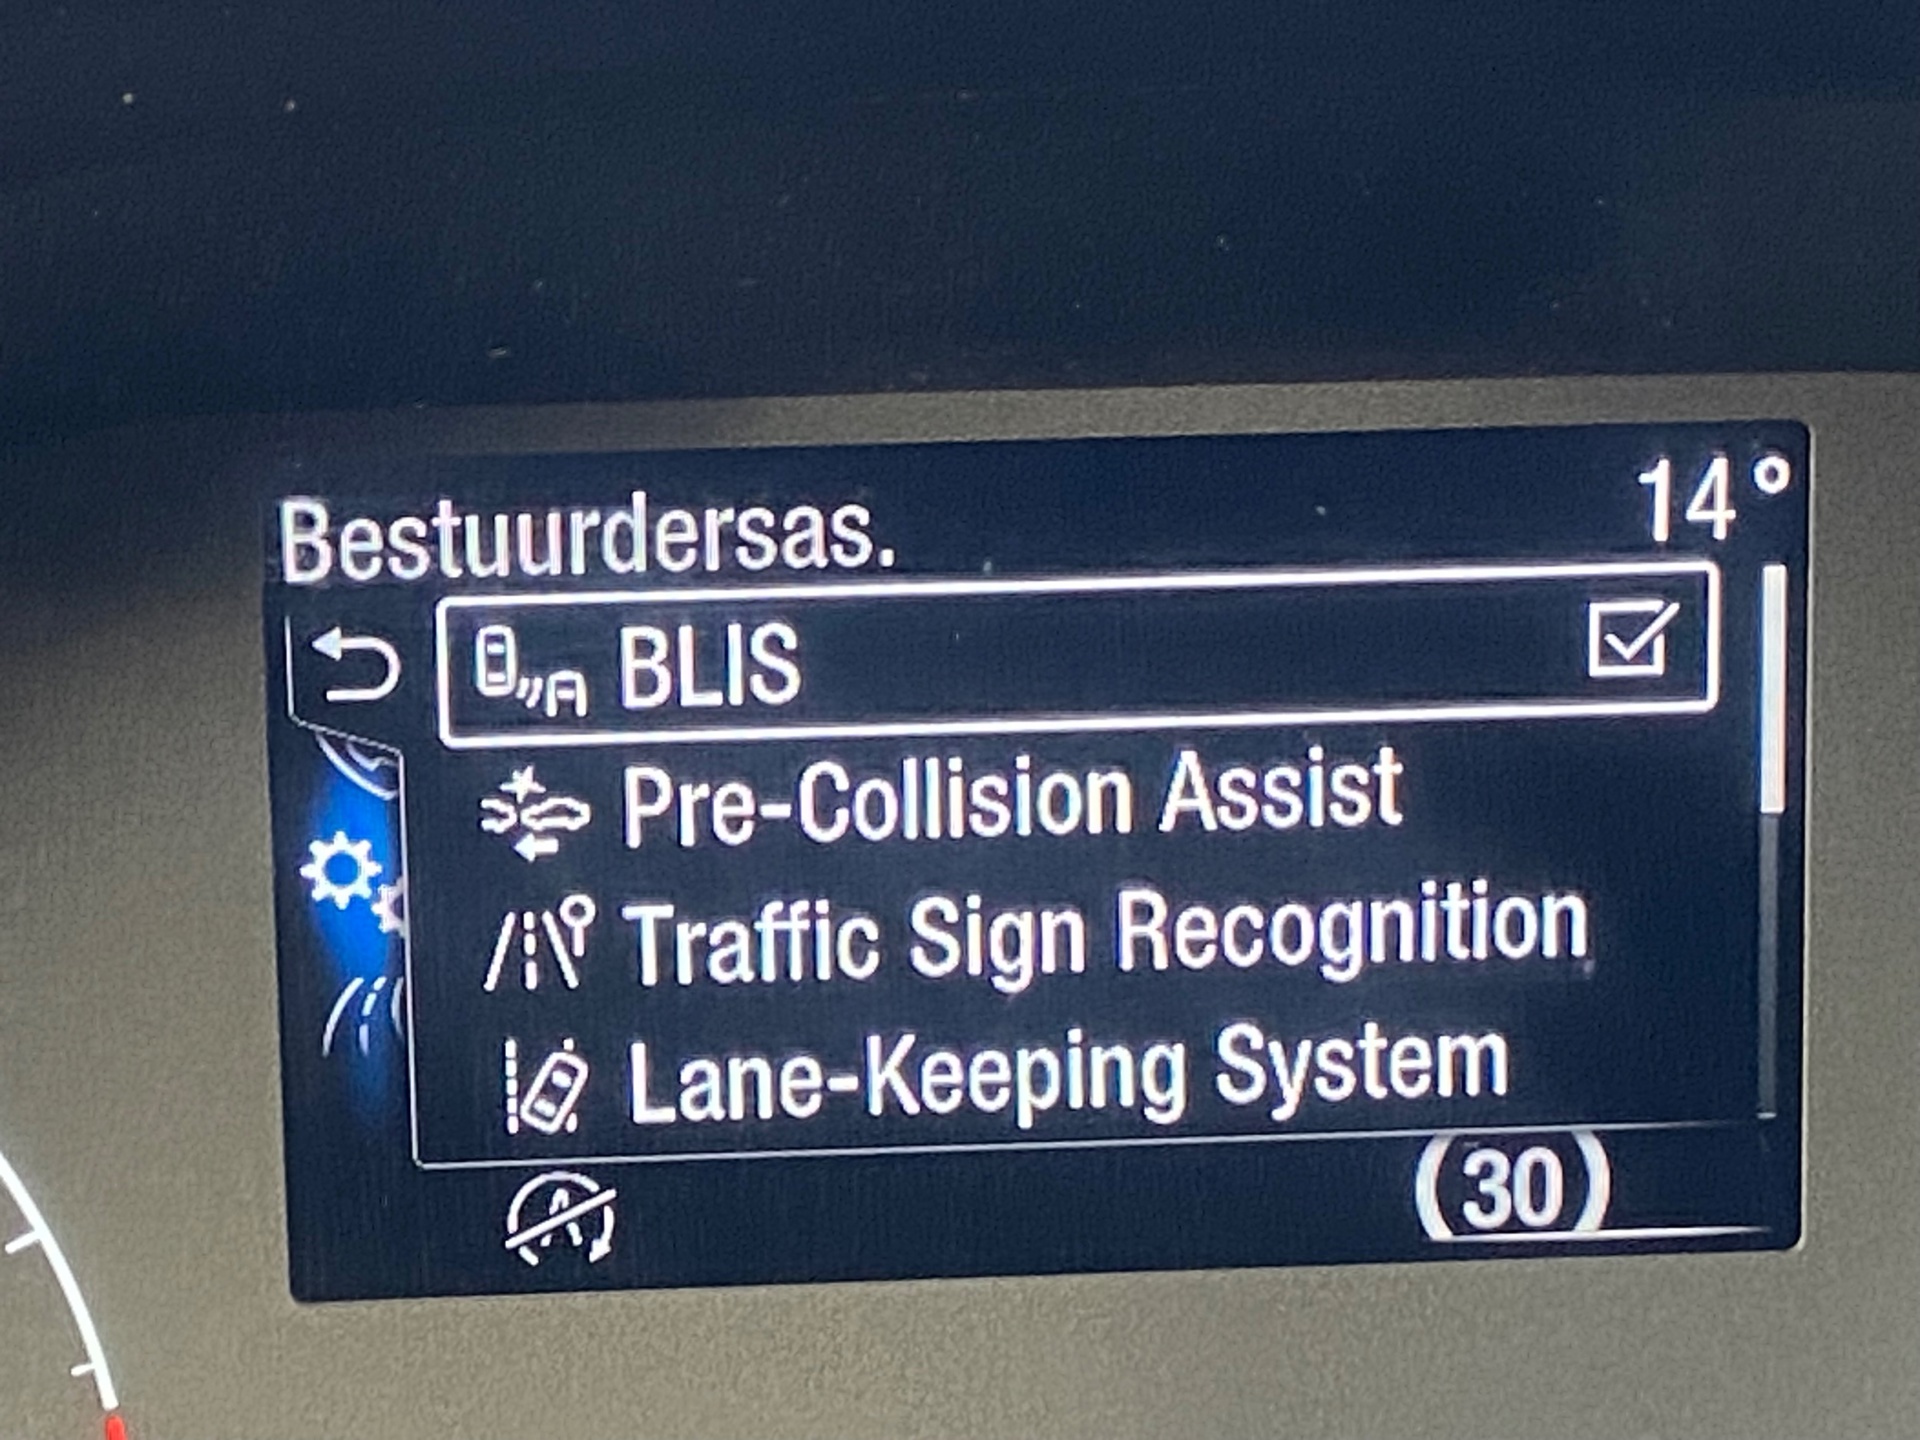 Bestuurdersas.
14°
BLIS
Pre-Collision Assist
Traffic Sign Recognition
Lane-Keeping System
A
(30)